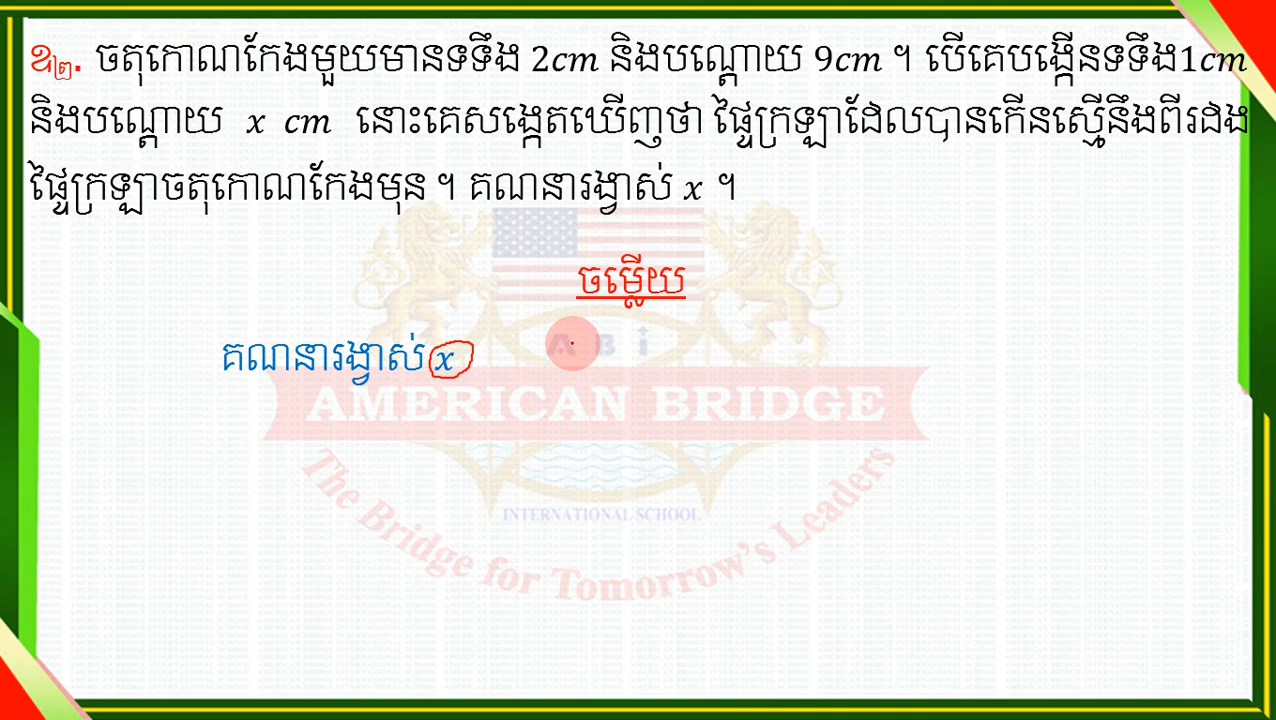 ឧ២. ចតុកោណកែងមួយមានទទឹង 2cm និងបណ្ដោយ 9cm ។ បើគេបង្កើនទទឹង1cm
និងបណ្ដោយ x cm នោះគេសង្កេតឃើញថា ផ្ទៃក្រឡាដែលបានកើនស្មើនឹងពីរដង
ផ្ទៃក្រឡាចតុកោណកែងមុន ។ គណនារង្វាស់ x ។
ចម្លើយ
គណនារង្វាស់ x
A B i
AMERICAN BRIDGE
INTERNATIONAL SCHOOL
The Bridge for Tomorrow's Leaders